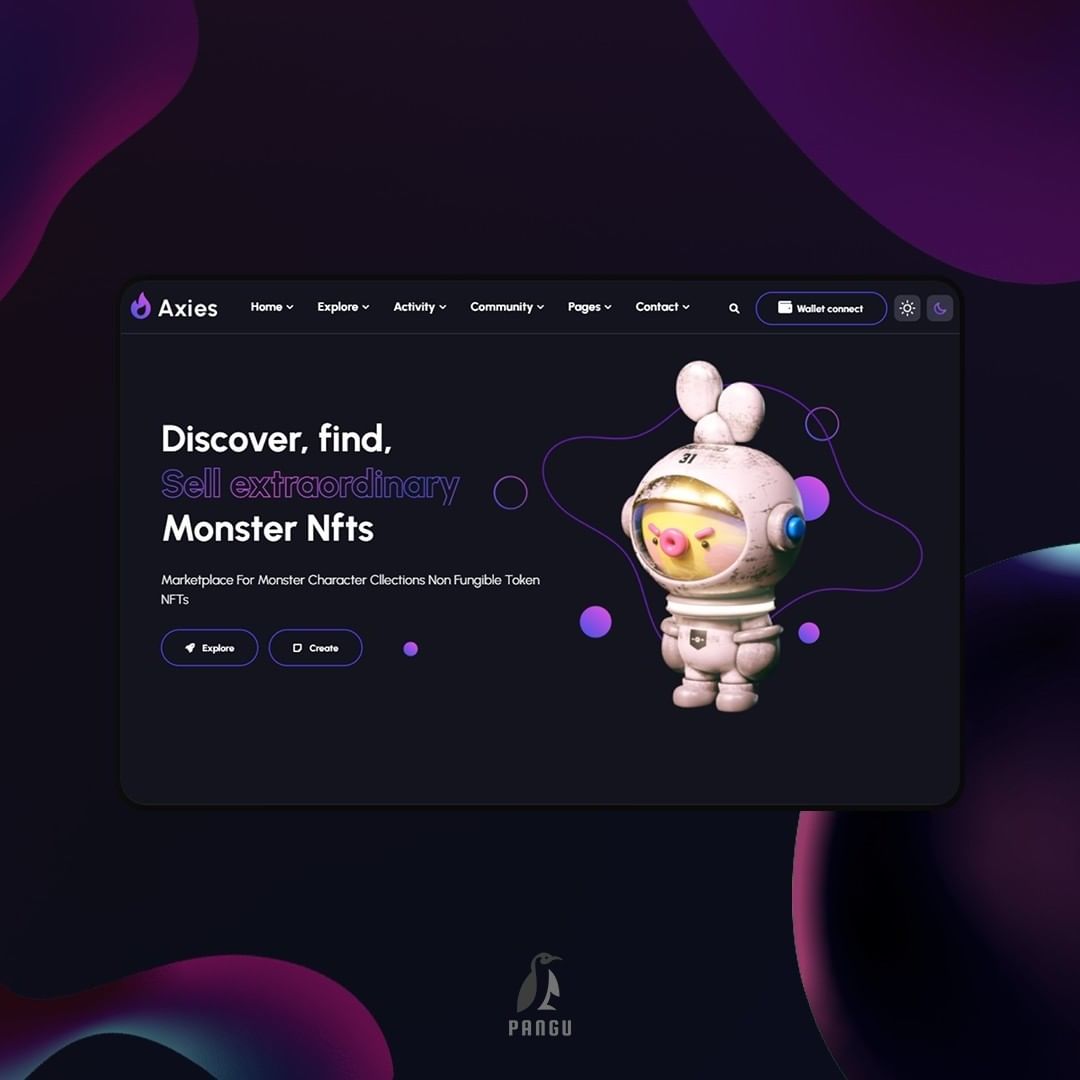 Axies
Home
Explore
Activity
Community
Pages
Contact
Wallet connect
Discover, find,
Sell extraordinary
Monster Nfts
Marketplace For Monster Character Cllections Non Fungible Token
NFTs
Explore
Create
31
PANGU